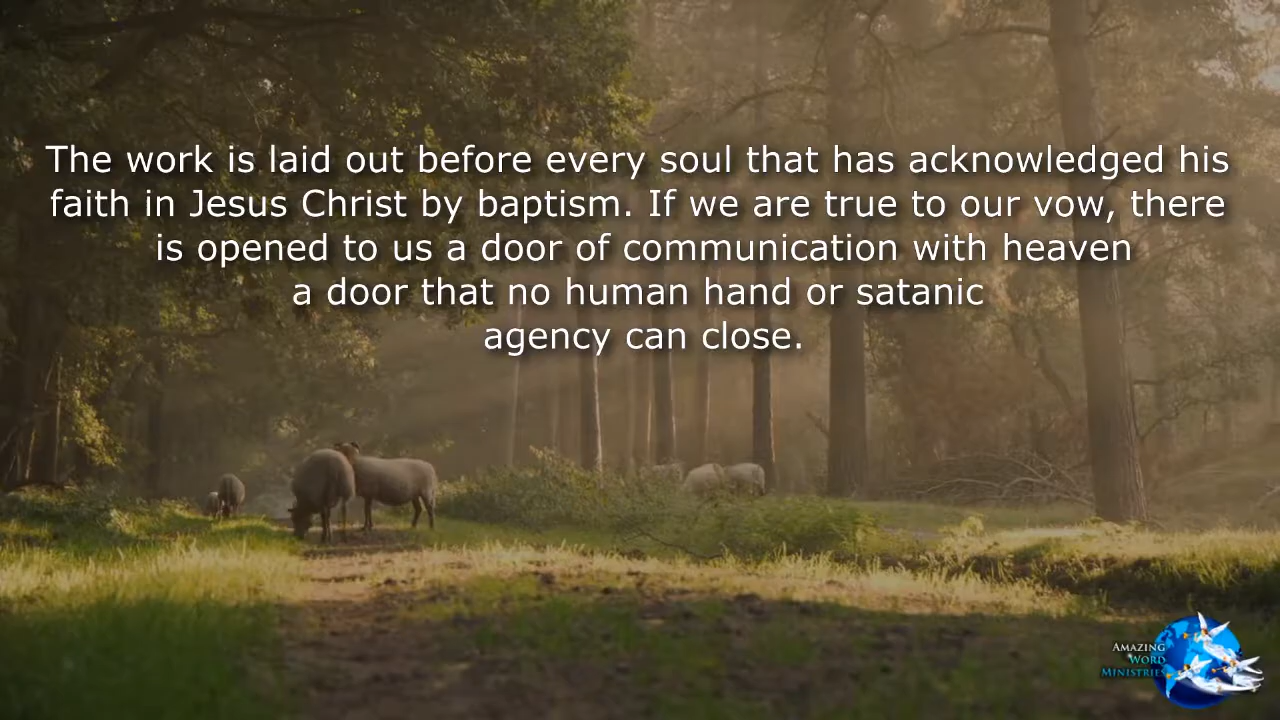 The work is laid out before every soul that has acknowledged his
faith in Jesus Christ by baptism. If we are true to our vow, there
is opened to us a door of communication with heaven
a door that no human hand or satanic
agency can close.
AMAZING
WORD
MINISTRIES